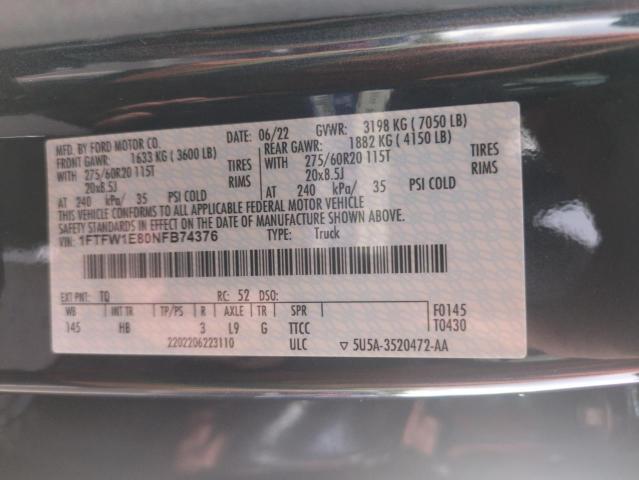 MFD. BY FORD MOTOR CO. DATE: 06/22 GVWR: 3198 KG ( 7050 LB)
FRONT GAWR: 1633 KG ( 3600 LB) REAR GAWR: 1882 KG ( 4150 LB)
WITH 275/60R20 115T TIRES WITH 275/60R20 115T TIRES
20x8.5J RIMS 20x8.5J RIMS
AT 240 kPa/ 35 PSI COLD AT 240 kPa/ 35 PSI COLD
THIS VEHICLE CONFORMS TO ALL APPLICABLE FEDERAL MOTOR VEHICLE
SAFETY STANDARDS IN EFFECT ON THE DATE OF MANUFACTURE SHOWN ABOVE.
VIN: 1FTFW1E80NFB74376 TYPE: Truck
EXT PNT: TQ RC: 52 DSO:
WB INT TR TP/PS R AXLE TR SPR F0145
145 HB 3 L9 G TTCC T0430
2202206223110 ULC ▽ 5U5A-3520472-AA